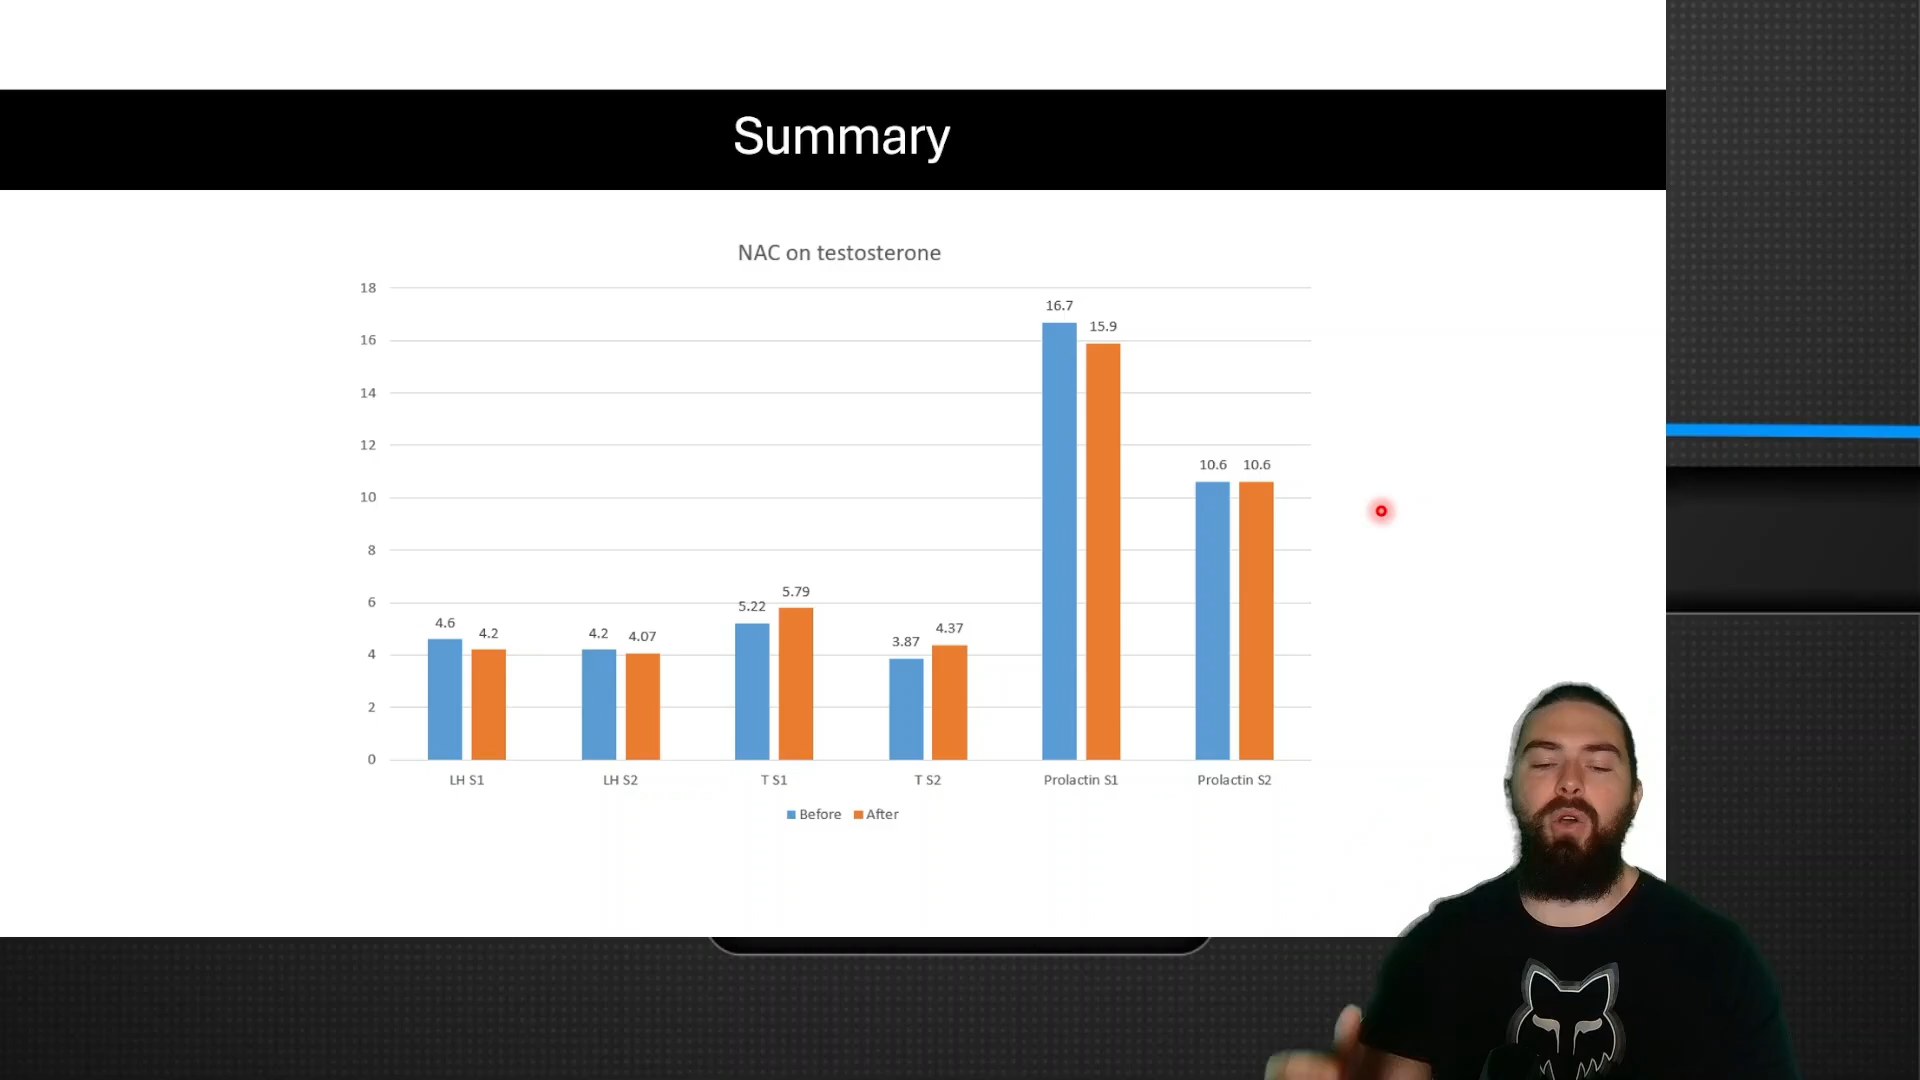 Summary
NAC on testosterone
18
16
14
12
10
8
6
4
2
0
4.6
4.2
4.2
4.07
5.22
5.79
3.87
4.37
16.7
15.9
10.6
10.6
LH S1
LH S2
T S1
T S2
Prolactin S1
Prolactin S2
Before After